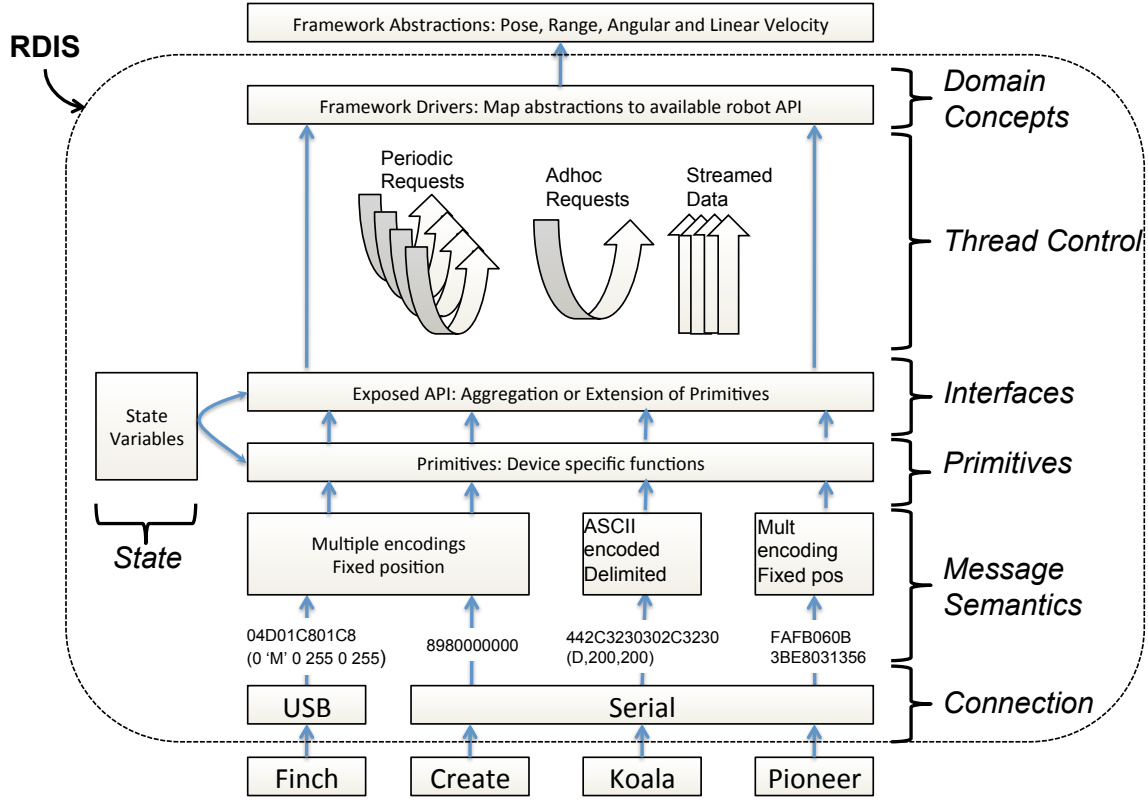 Framework Abstractions: Pose, Range, Angular and Linear Velocity
RDIS
Framework Drivers: Map abstractions to available robot API
Domain
Concepts
Periodic
Requests
Adhoc
Requests
Streamed
Data
Thread Control
State
Variables
Exposed API: Aggregation or Extension of Primitives
Interfaces
Primitives: Device specific functions
Primitives
State
Multiple encodings
Fixed position
ASCII
encoded
Delimited
Mult
encoding
Fixed pos
Message
Semantics
04D01C801C8
(0 ‘M’ 0 255 0 255)
8980000000
442C3230302C3230
(D,200,200)
FAFB060B
3BE8031356
USB
Serial
Connection
Finch
Create
Koala
Pioneer